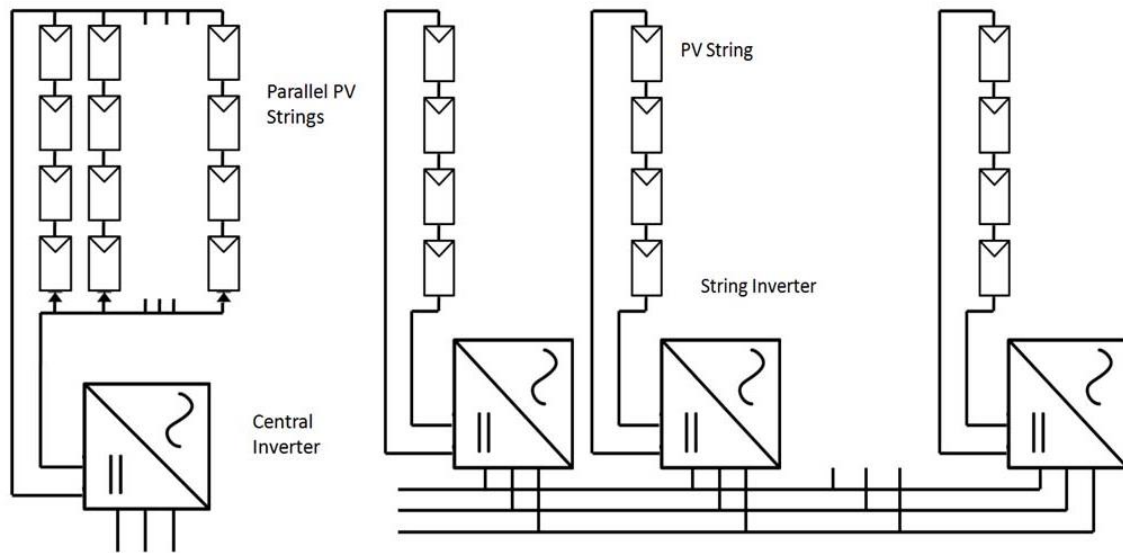 Parallel PV
Strings
Central
Inverter
PV String
String Inverter